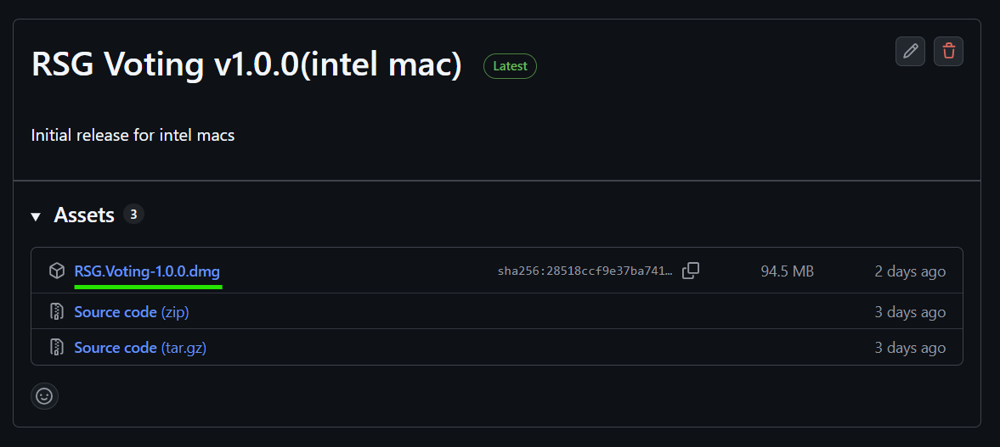 RSG Voting v1.0.0(intel mac) Latest
Initial release for intel macs
Assets 3
RSG.Voting-1.0.0.dmg sha256:28518ccf9e37ba741... 94.5 MB 2 days ago
Source code (zip) 3 days ago
Source code (tar.gz) 3 days ago